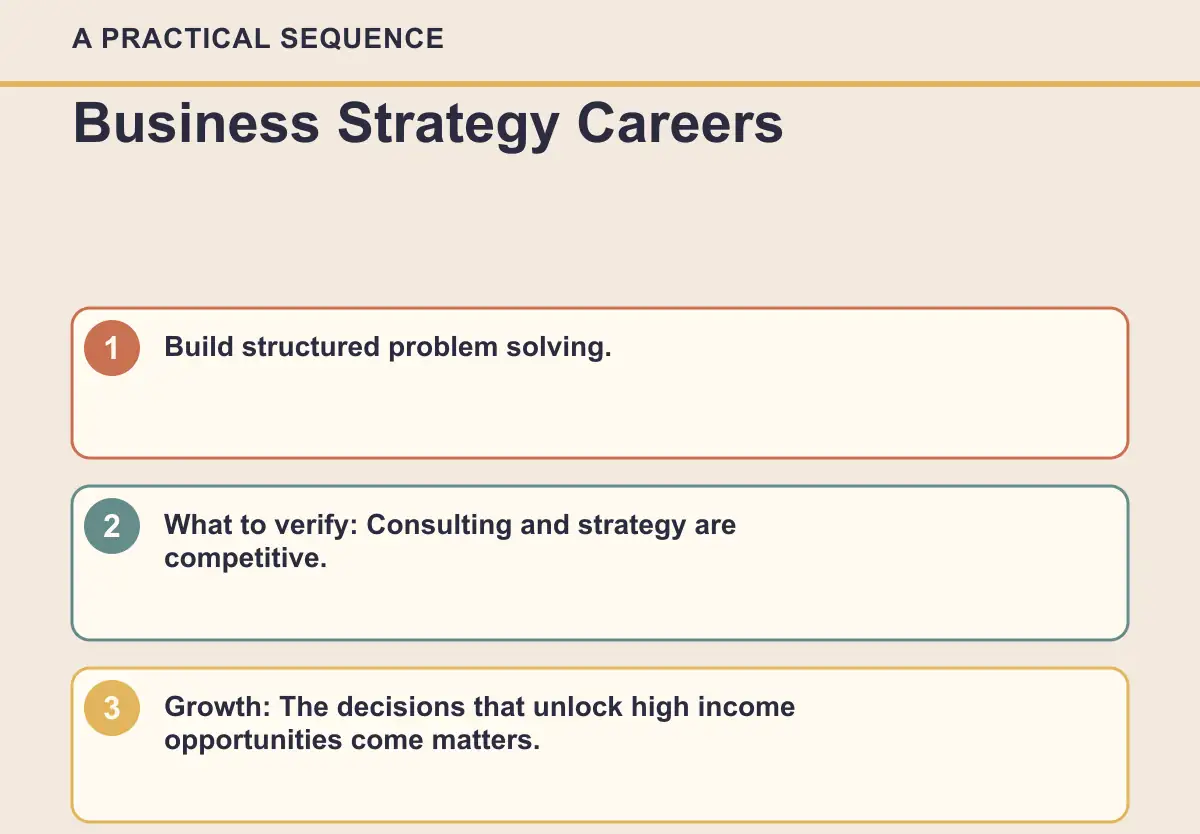 A PRACTICAL SEQUENCE
Business Strategy Careers
1
Build structured problem solving.
2
What to verify: Consulting and strategy are
competitive.
3
Growth: The decisions that unlock high income
opportunities come matters.